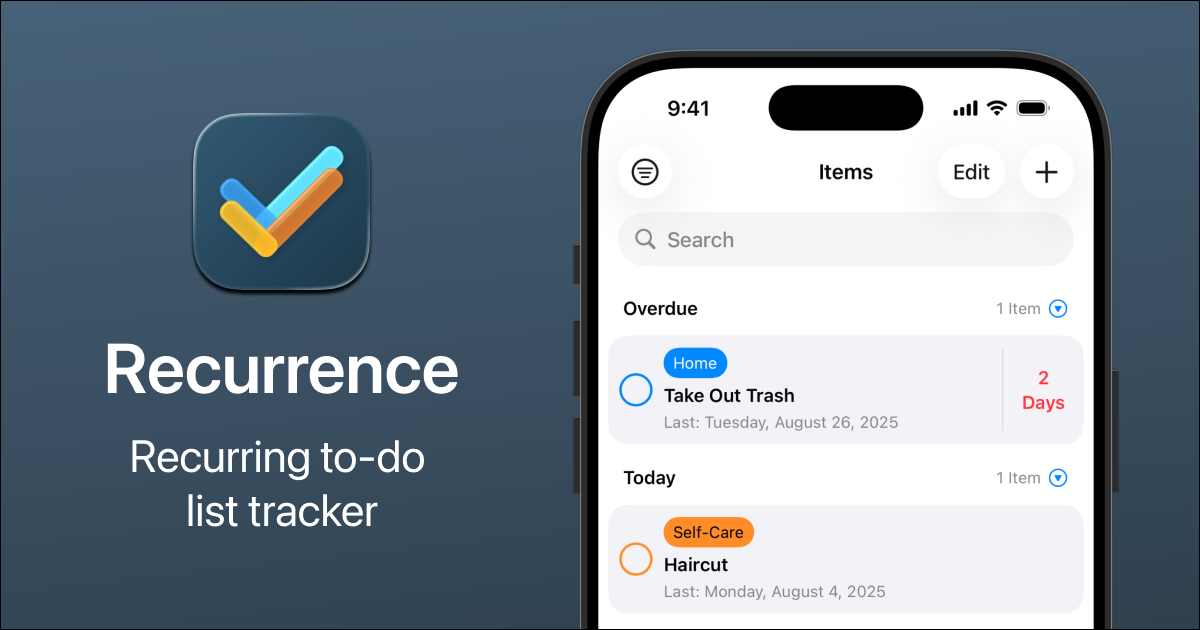 Recurrence
Recurring to-do
list tracker
9:41
Items
Edit
Search
Overdue
1 Item
Home
Take Out Trash
Last: Tuesday, August 26, 2025
2
Days
Today
1 Item
Self-Care
Haircut
Last: Monday, August 4, 2025